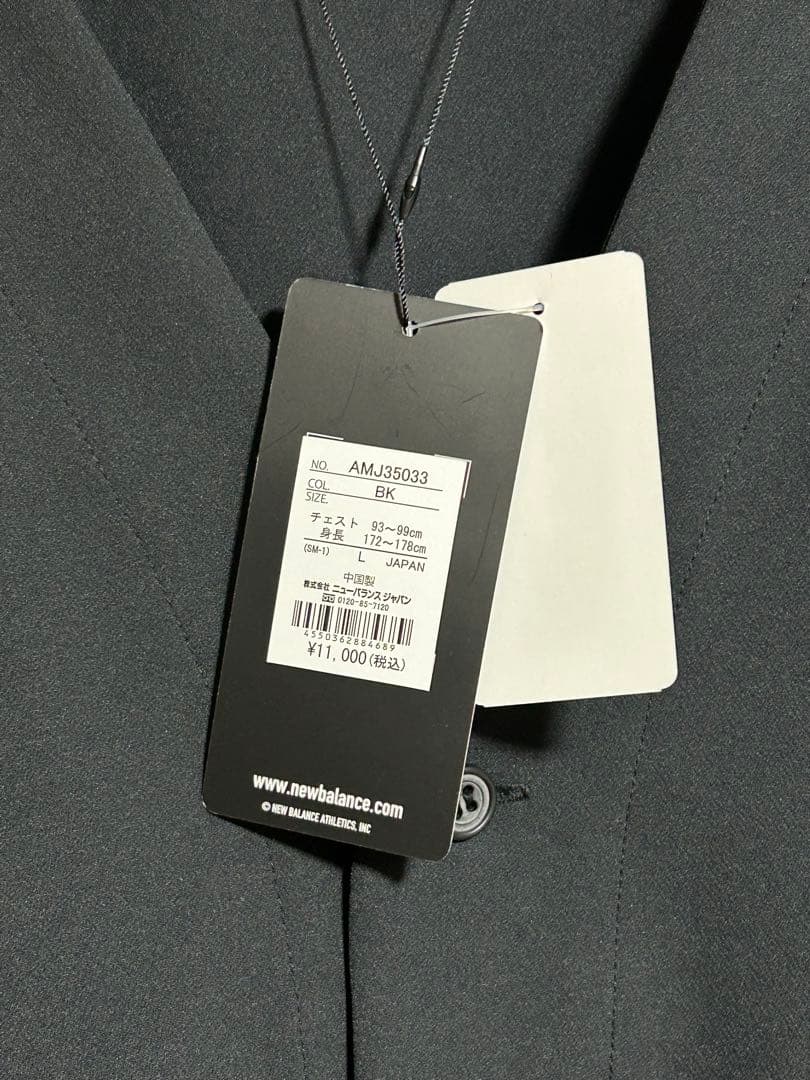 NO. AMJ35033
COL. BK
SIZE.
チェスト 93～99cm
身長 172～178cm
(SM-1) L JAPAN
中国製
株式会社 ニューバランス ジャパン
0120-85-7120
4550362884689
¥11,000(税込)
www.newbalance.com
© NEW BALANCE ATHLETICS, INC